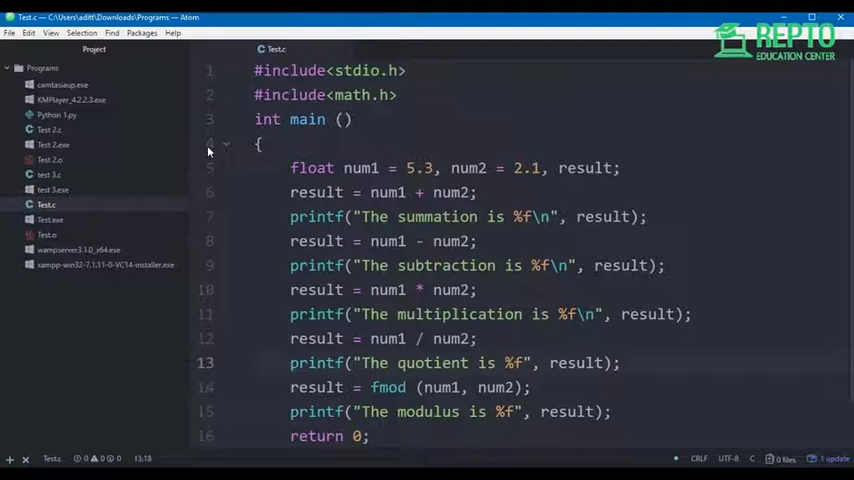 Test.c — C:\Users\aditt\Downloads\Programs — Atom
File Edit View Selection Find Packages Help
REPTO
EDUCATION CENTER
Project
Test.c
Programs
camtasiaup.exe
KMPlayer_4.2.2.3.exe
Python 1.py
Test 2.c
Test 2.exe
Test 2.o
test 3.c
test 3.exe
Test.c
Test.exe
Test.o
wampserver3.1.0_x64.exe
xampp-win32-7.1.11-0-VC14-installer.exe
1 #include<stdio.h>
2 #include<math.h>
3 int main ()
4 {
5 float num1 = 5.3, num2 = 2.1, result;
6 result = num1 + num2;
7 printf("The summation is %f\n", result);
8 result = num1 - num2;
9 printf("The subtraction is %f\n", result);
10 result = num1 * num2;
11 printf("The multiplication is %f\n", result);
12 result = num1 / num2;
13 printf("The quotient is %f", result);
14 result = fmod (num1, num2);
15 printf("The modulus is %f", result);
16 return 0;
Test.c 0 0 0 13:18 CRLF UTF-8 C 0 files 1 update